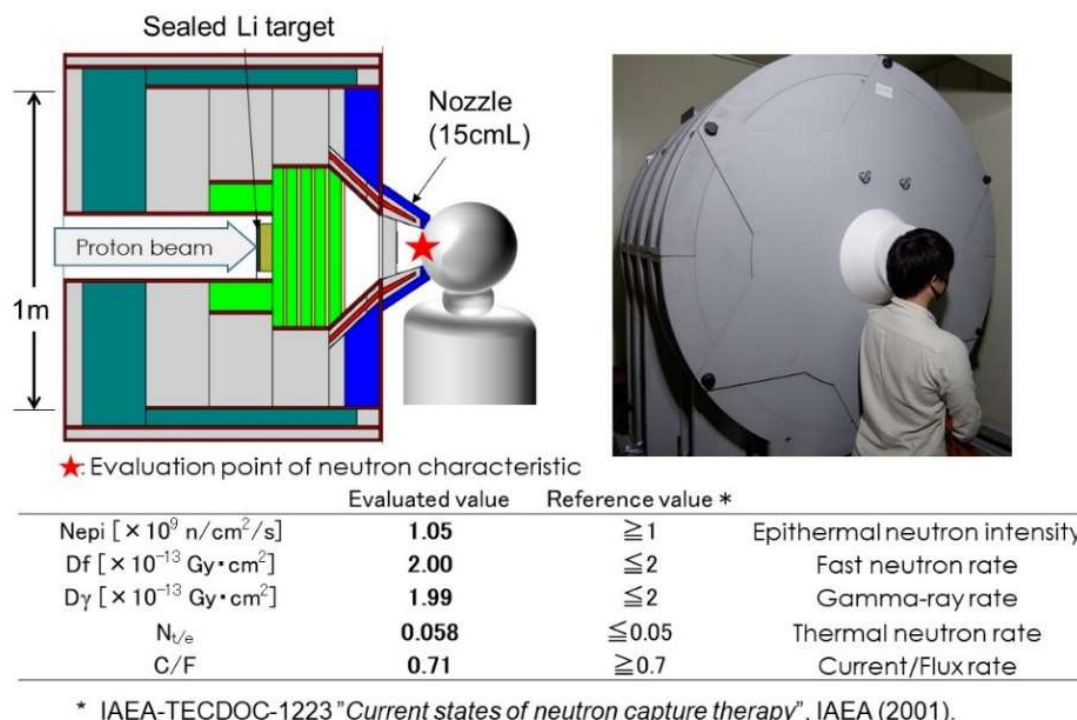 Sealed Li target
Nozzle
(15cmL)
Proton beam
1m
★: Evaluation point of neutron characteristic
Evaluated value Reference value *
Nepi [×10⁹ n/cm²/s] 1.05 ≧1 Epithermal neutron intensity
Df [×10⁻¹³ Gy・cm²] 2.00 ≦2 Fast neutron rate
Dγ [×10⁻¹³ Gy・cm²] 1.99 ≦2 Gamma-ray rate
N_t/e 0.058 ≦0.05 Thermal neutron rate
C/F 0.71 ≧0.7 Current/Flux rate
* IAEA-TECDOC-1223 "Current states of neutron capture therapy", IAEA (2001).